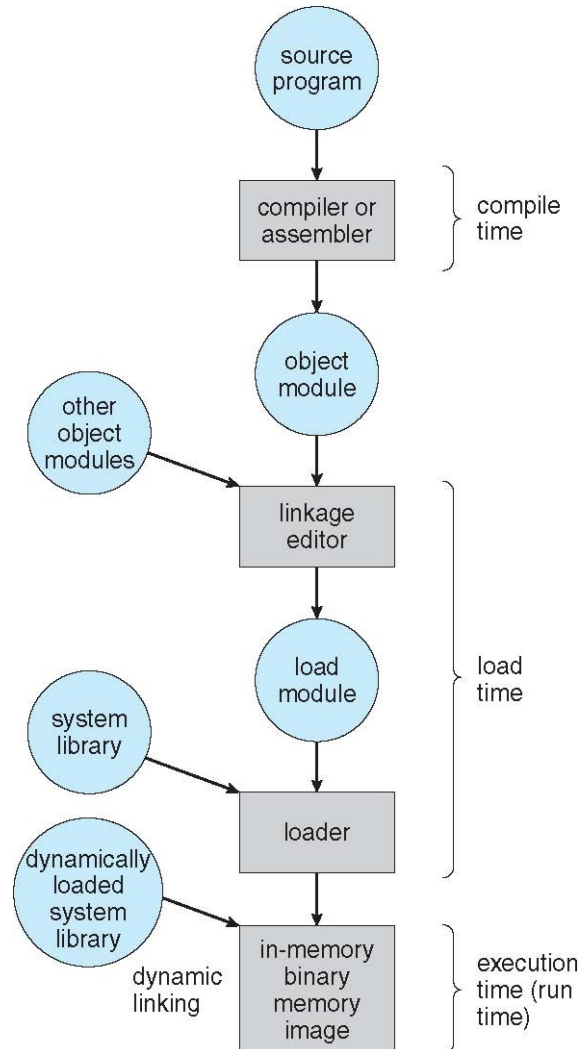 source
program
compiler or
assembler
compile
time
object
module
other
object
modules
linkage
editor
load
module
load
time
system
library
loader
dynamically
loaded
system
library
dynamic
linking
in-memory
binary
memory
image
execution
time (run
time)